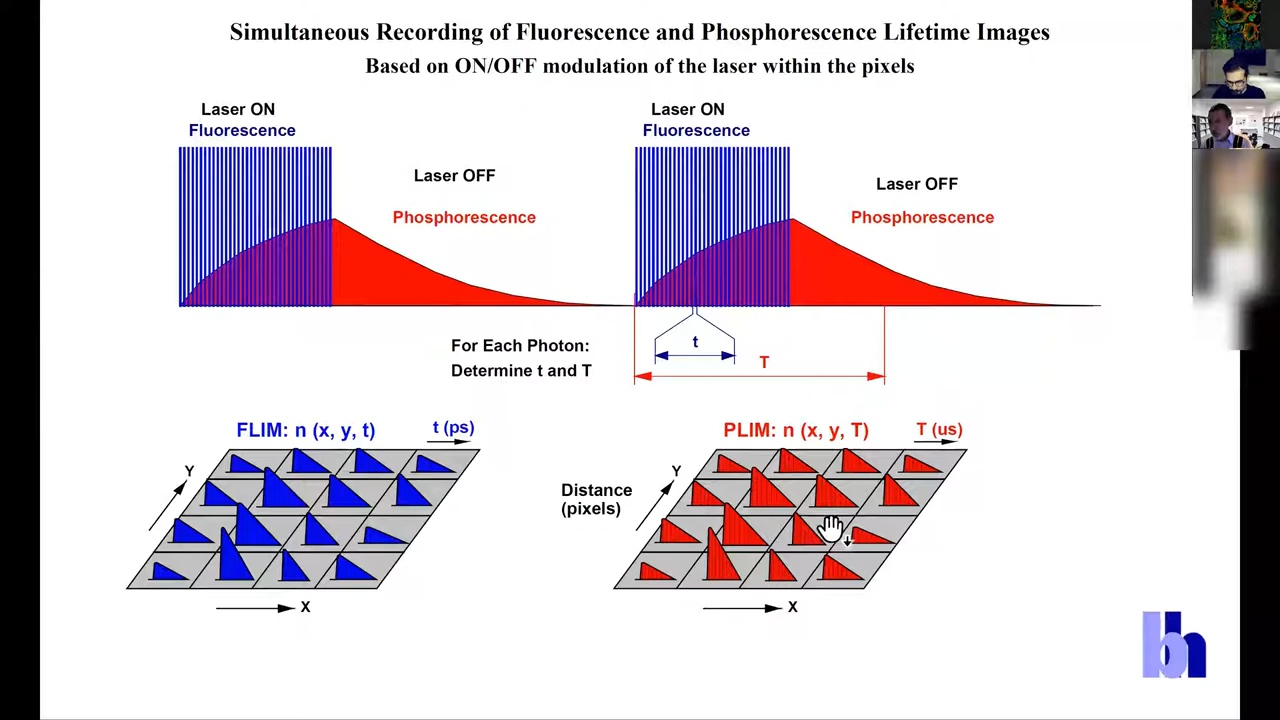 Simultaneous Recording of Fluorescence and Phosphorescence Lifetime Images
Based on ON/OFF modulation of the laser within the pixels
Laser ON
Fluorescence
Laser OFF
Phosphorescence
Laser ON
Fluorescence
Laser OFF
Phosphorescence
For Each Photon:
Determine t and T
t
T
FLIM: n (x, y, t)
t (ps)
Y
X
PLIM: n (x, y, T)
T (us)
Distance
(pixels)
Y
X
bh